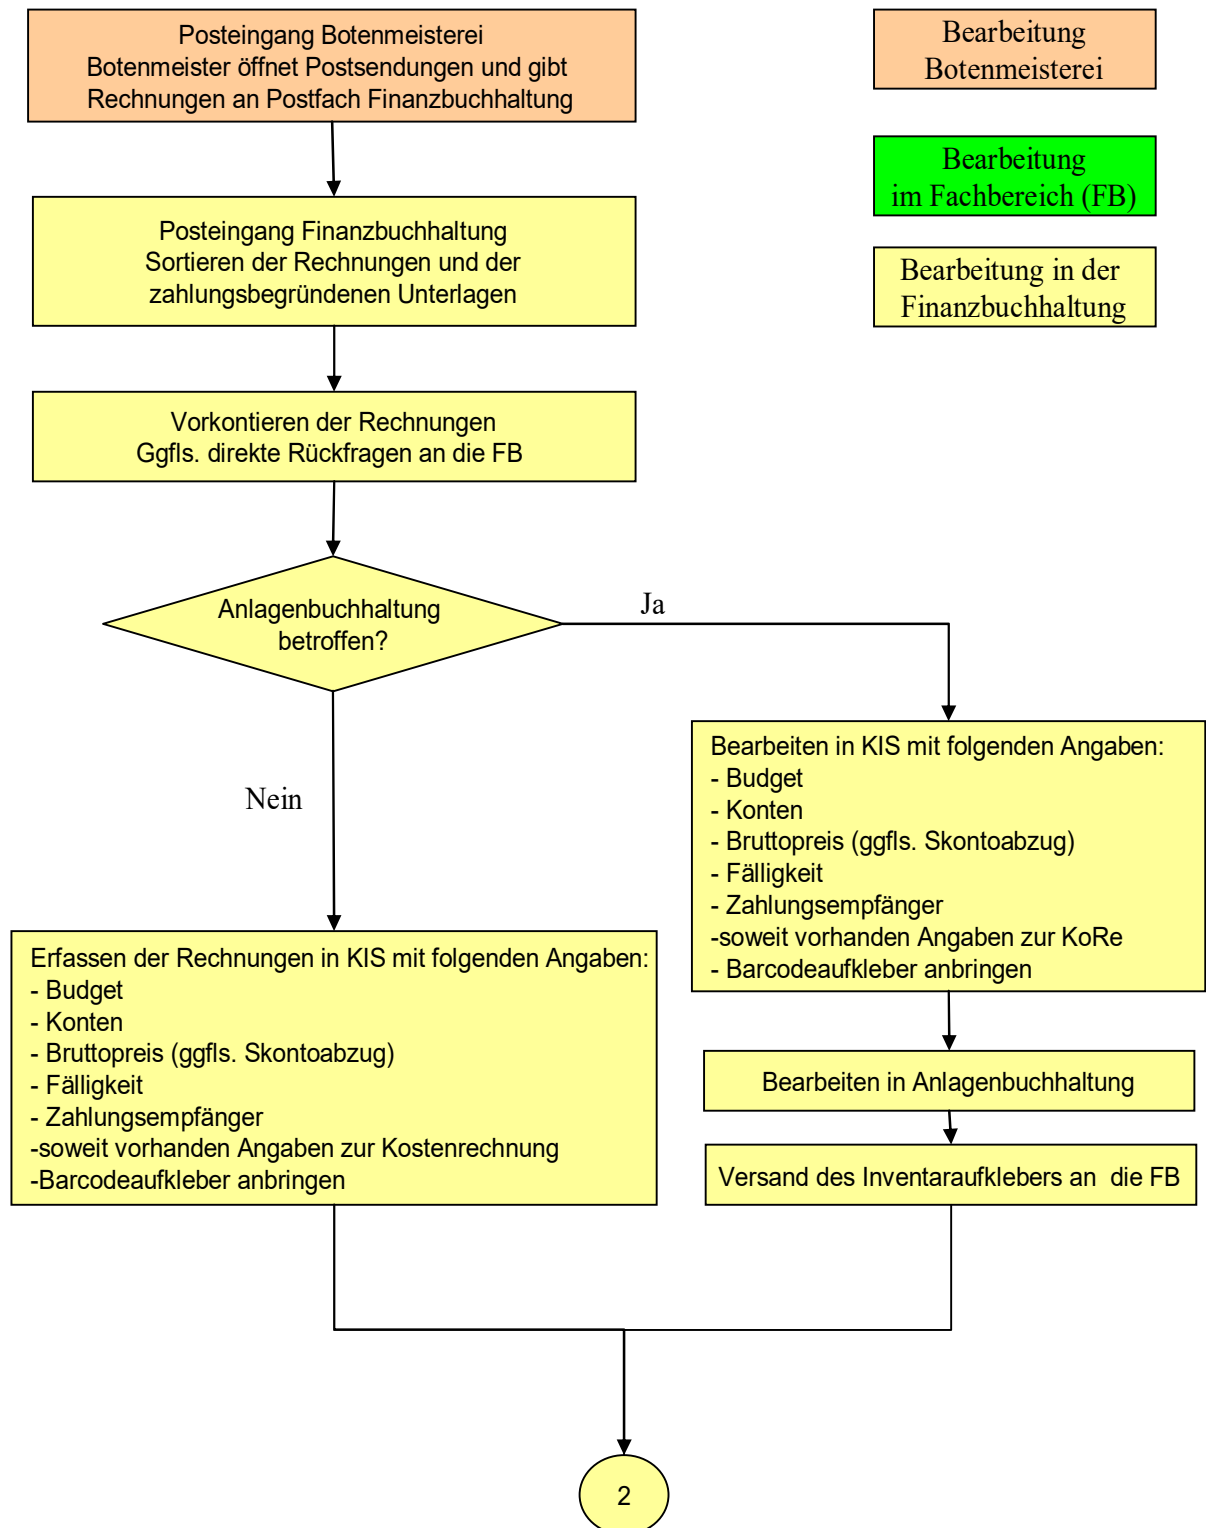 Posteingang Botenmeisterei
Botenmeister öffnet Postsendungen und gibt
Rechnungen an Postfach Finanzbuchhaltung
Bearbeitung
Botenmeisterei
Bearbeitung
im Fachbereich (FB)
Bearbeitung in der
Finanzbuchhaltung
Posteingang Finanzbuchhaltung
Sortieren der Rechnungen und der
zahlungsbegründenen Unterlagen
Vorkontieren der Rechnungen
Ggfls. direkte Rückfragen an die FB
Anlagenbuchhaltung
betroffen?
Ja
Nein
Bearbeiten in KIS mit folgenden Angaben:
- Budget
- Konten
- Bruttopreis (ggfls. Skontoabzug)
- Fälligkeit
- Zahlungsempfänger
-soweit vorhanden Angaben zur KoRe
- Barcodeaufkleber anbringen
Erfassen der Rechnungen in KIS mit folgenden Angaben:
- Budget
- Konten
- Bruttopreis (ggfls. Skontoabzug)
- Fälligkeit
- Zahlungsempfänger
-soweit vorhanden Angaben zur Kostenrechnung
-Barcodeaufkleber anbringen
Bearbeiten in Anlagenbuchhaltung
Versand des Inventaraufklebers an die FB
2